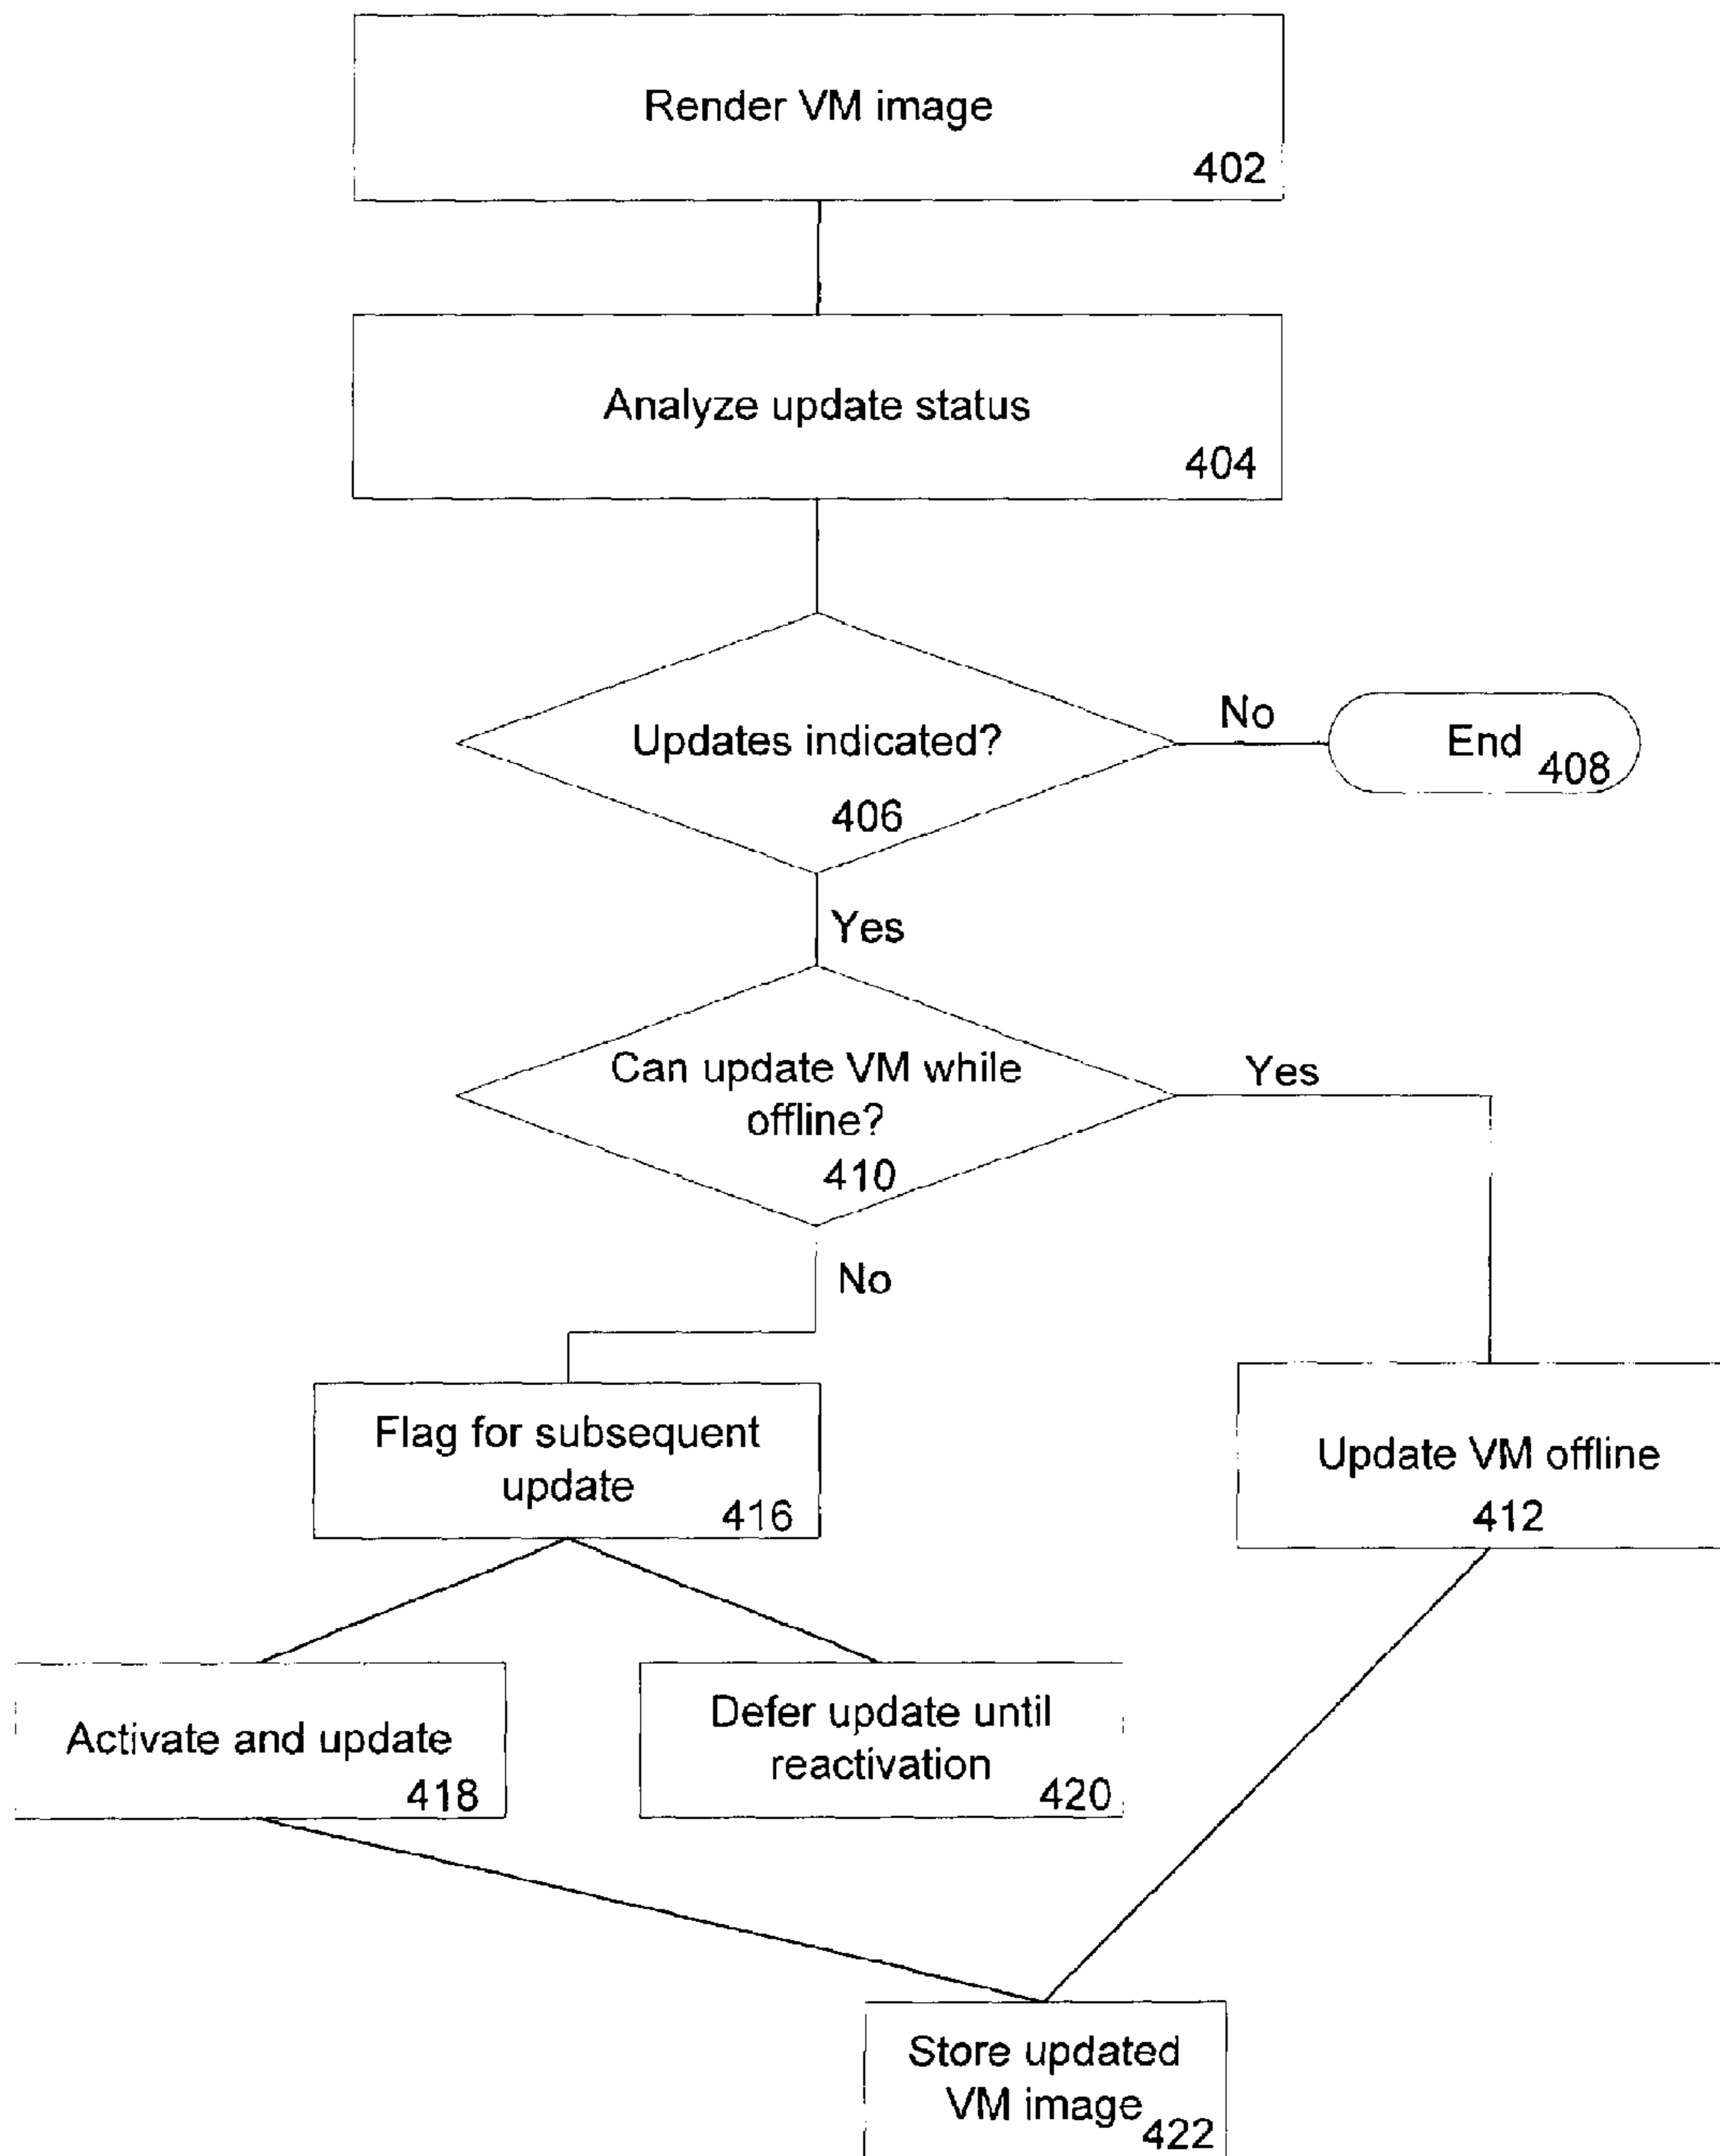 Render VM image
402
Analyze update status
404
Updates indicated?
406
No
End
408
Yes
Can update VM while
offline?
410
Yes
No
Flag for subsequent
update
416
Update VM offline
412
Activate and update
418
Defer update until
reactivation
420
Store updated
VM image
422